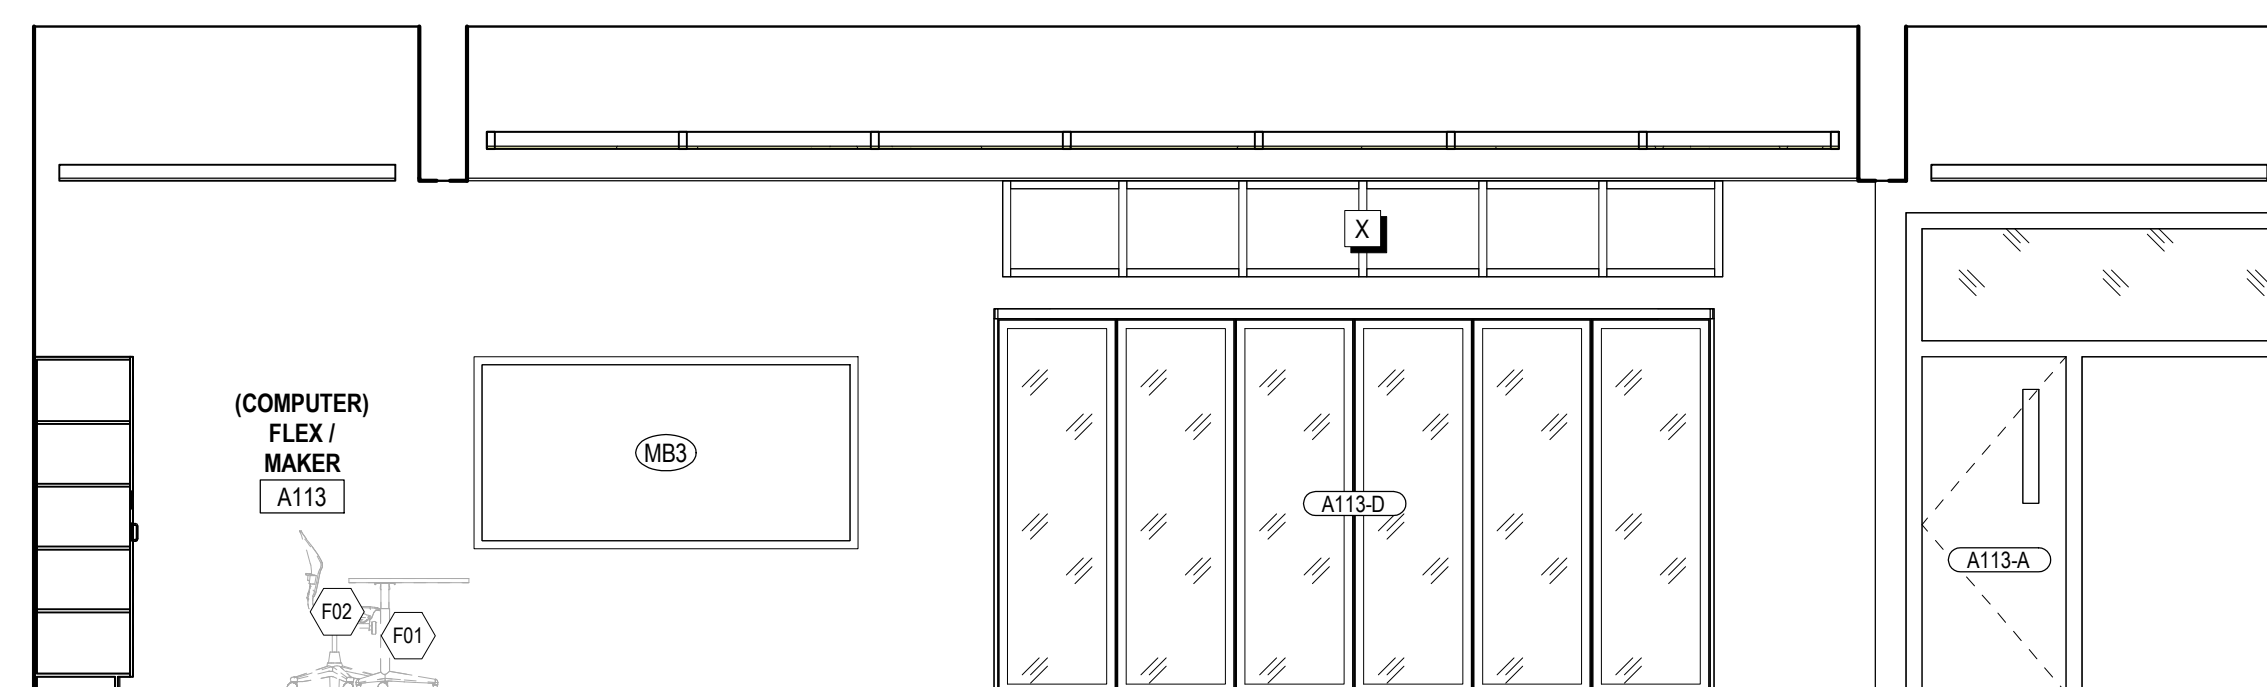 X
(COMPUTER)
FLEX /
MAKER
A113
MB3
A113-D
A113-A
F02
F01